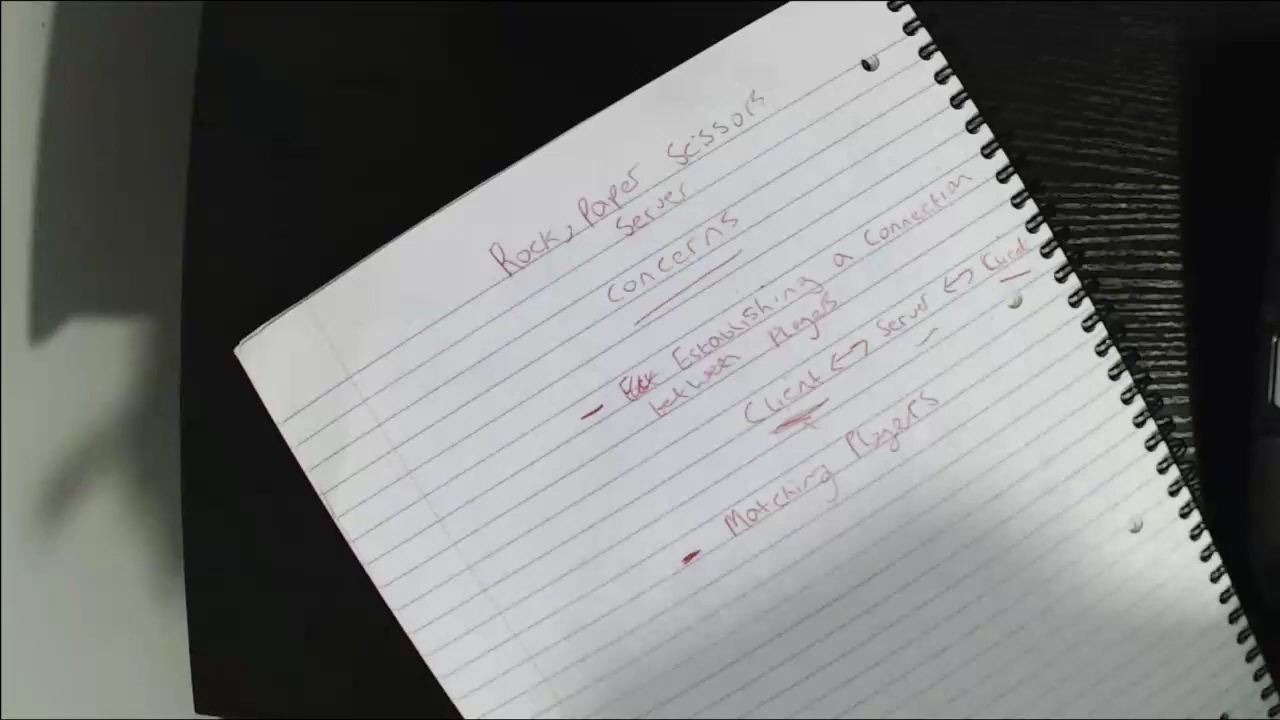 Rock, Paper Scissors
Server
Concerns
- Establishing a Connection
between Players
Client <-> Server <-> Client
- Matching Players